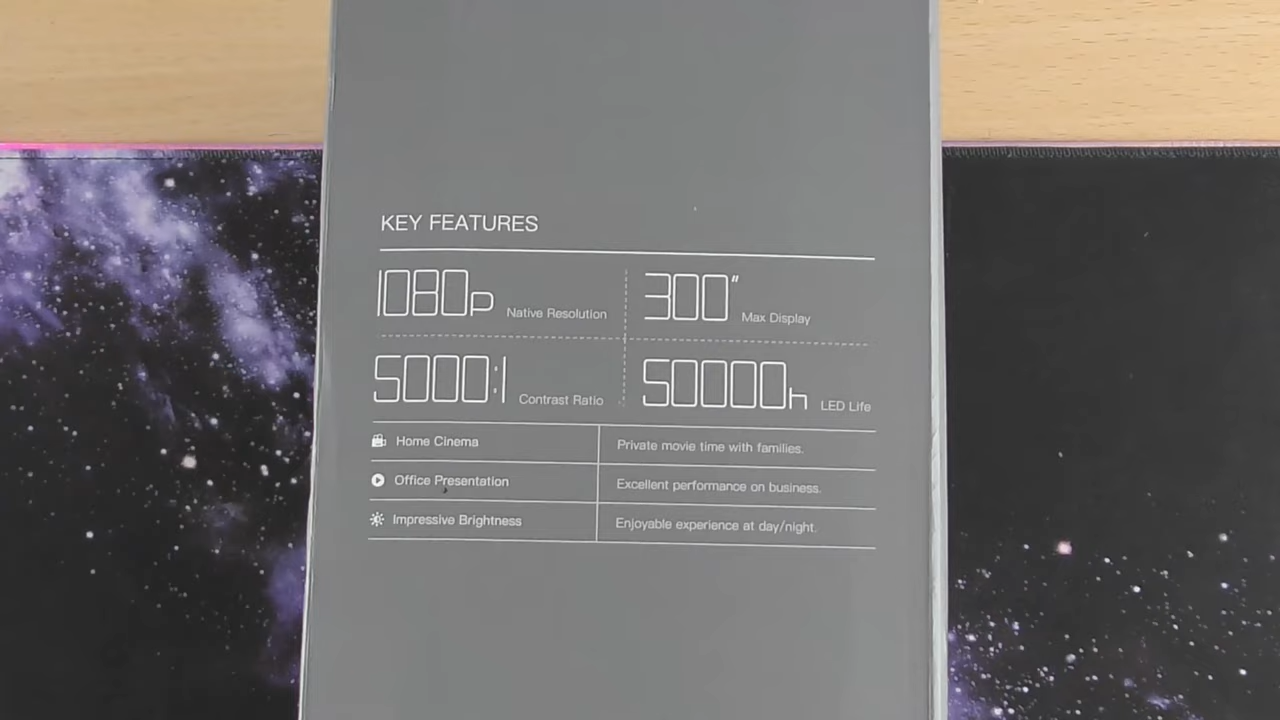 KEY FEATURES
1080p Native Resolution
300" Max Display
5000:1 Contrast Ratio
50000h LED Life
Home Cinema Private movie time with families.
Office Presentation Excellent performance on business.
Impressive Brightness Enjoyable experience at day/night.